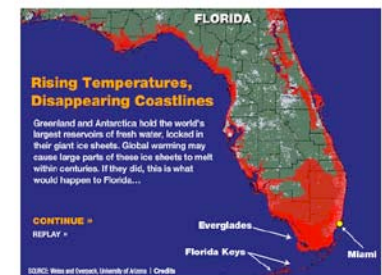 FLORIDA
Rising Temperatures,
Disappearing Coastlines
Greenland and Antarctica hold the world's
largest reservoirs of fresh water, locked in
their giant ice sheets. Global warming may
cause large parts of these ice sheets to melt
within centuries. If they did, this is what
would happen to Florida...
CONTINUE »
REPLAY »
Everglades
Florida Keys
Miami
SOURCE: Weiss and Overpeck, University of Arizona | Credits